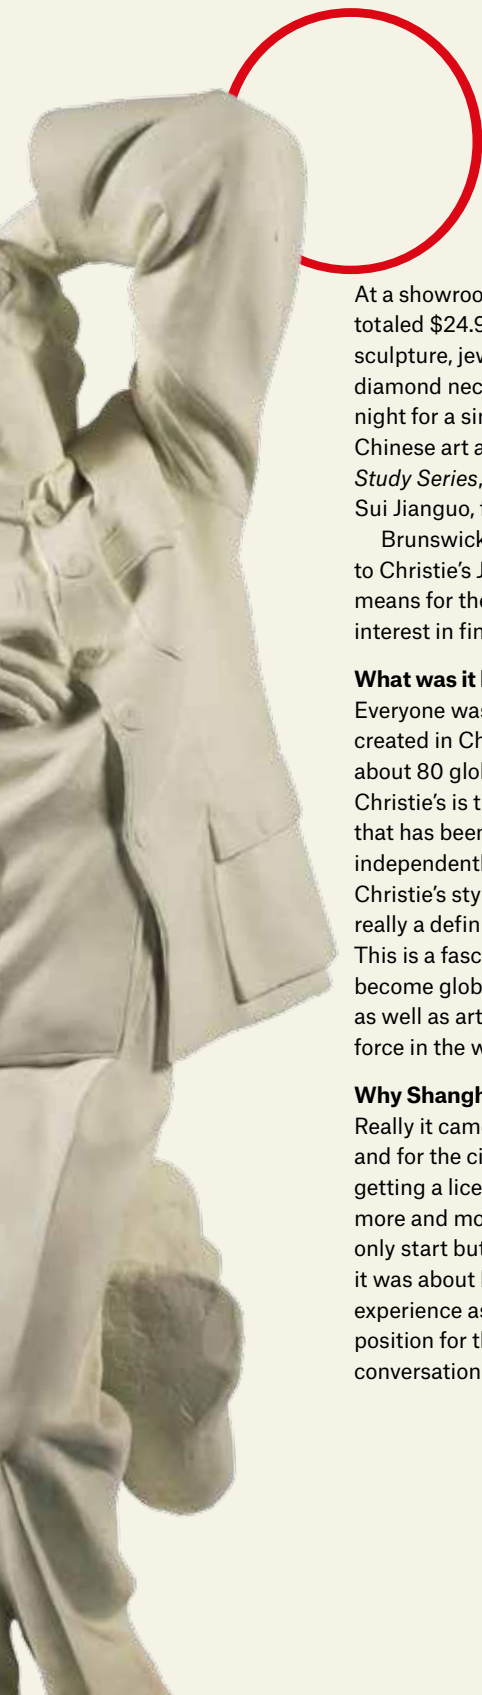 At a showroo
totaled $24.9
sculpture, jev
diamond nec
night for a sin
Chinese art a
Study Series,
Sui Jianguo, f
Brunswick
to Christie's J
means for the
interest in fin
What was it l
Everyone was
created in Ch
about 80 glo
Christie's is t
that has been
independentl
Christie's sty
really a defin
This is a fasc
become glob
as well as art
force in the w
Why Shangh
Really it cam
and for the ci
getting a lice
more and mo
only start but
it was about
experience as
position for th
conversation